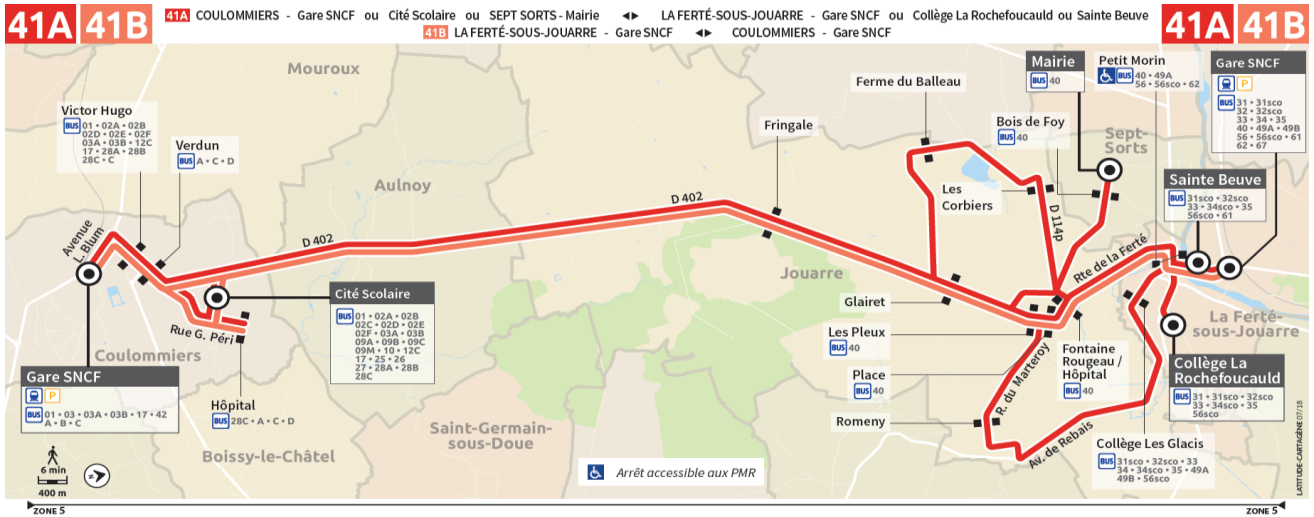 41A 41B
41A COULOMMIERS - Gare SNCF ou Cité Scolaire ou SEPT SORTS - Mairie ◄► LA FERTÉ-SOUS-JOUARRE - Gare SNCF ou Collège La Rochefoucauld ou Sainte Beuve
41B LA FERTÉ-SOUS-JOUARRE - Gare SNCF ◄► COULOMMIERS - Gare SNCF
41A 41B
Mouroux
Victor Hugo
BUS 01 • 02A • 02B
02D • 02E • 02F
03A • 03B • 12C
17 • 28A • 28B
28C • C
Verdun
BUS A • C • D
Aulnoy
Avenue
L. Blum
D 402
D 402
Rue G. Péri
Coulommiers
Gare SNCF
P
BUS 01 • 03 • 03A • 03B • 17 • 42
A • B • C
Hôpital
BUS 28C • A • C • D
Boissy-le-Châtel
Cité Scolaire
BUS 01 • 02A • 02B
02C • 02D • 02E
02F • 03A • 03B
09A • 09B • 09C
09M • 10 • 12C
17 • 25 • 26
27 • 28A • 28B
28C
Saint-Germain-
sous-Doue
Fringale
Jouarre
Ferme du Balleau
Les
Corbiers
Bois de Foy
BUS 40
Mairie
BUS 40
Petit Morin
BUS 40 • 49A
56 • 56sco • 62
Gare SNCF
P
BUS 31 • 31sco
32 • 32sco
33 • 34 • 35
40 • 49A • 49B
56 • 56sco • 61
62 • 67
Sept-
Sorts
Sainte Beuve
BUS 31sco • 32sco
33 • 34sco • 35
56sco • 61
D 114p
Rte de la Ferté
Glairet
Les Pleux
BUS 40
Place
BUS 40
Romeny
R. du Marteroy
Fontaine
Rougeau /
Hôpital
BUS 40
La Ferté-
sous-Jouarre
Collège La
Rochefoucauld
BUS 31 • 31sco • 32sco
33 • 34sco • 35
56sco
Av. de Rebais
Collège Les Glacis
BUS 31sco • 32sco • 33
34 • 34sco • 35 • 49A
49B • 56sco
Arrêt accessible aux PMR
6 min
400 m
N
LATITUDE-CARTAGÈNE 07/18
ZONE 5
ZONE 5